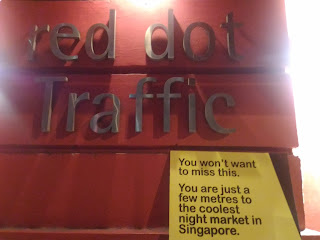 red dot
Traffic
You won't want
to miss this.
You are just a
few metres to
the coolest
night market in
Singapore.